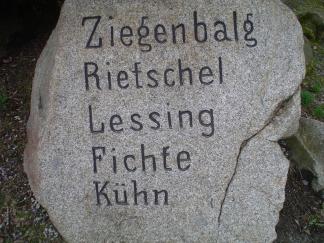 Ziegenbalg
Rietschel
Lessing
Fichte
Kühn